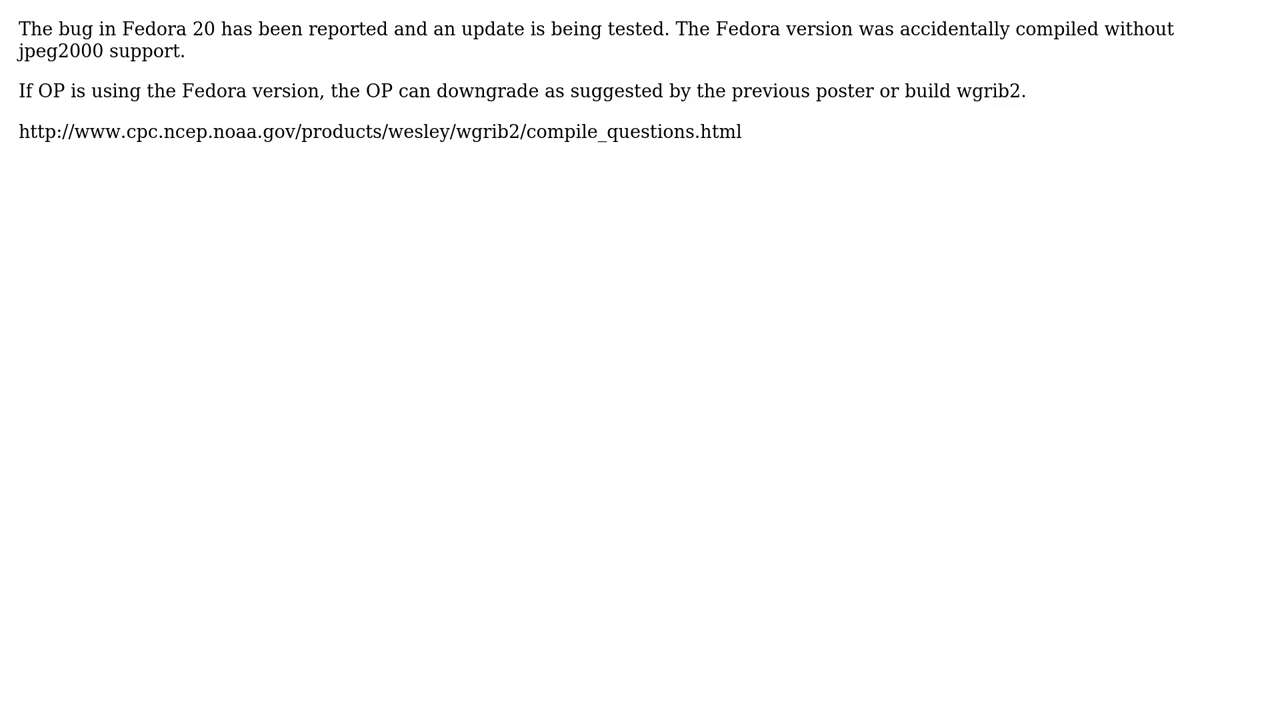 The bug in Fedora 20 has been reported and an update is being tested. The Fedora version was accidentally compiled without
jpeg2000 support.
If OP is using the Fedora version, the OP can downgrade as suggested by the previous poster or build wgrib2.
http://www.cpc.ncep.noaa.gov/products/wesley/wgrib2/compile_questions.html